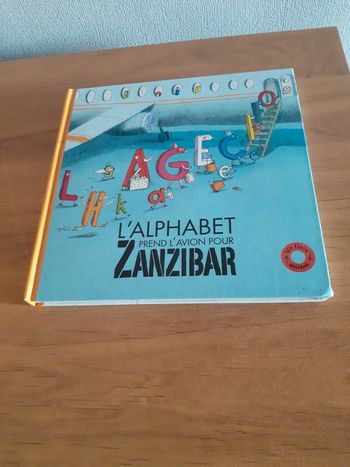 L S A G E C
H k a e
L'ALPHABET
PREND L'AVION POUR
ZANZIBAR